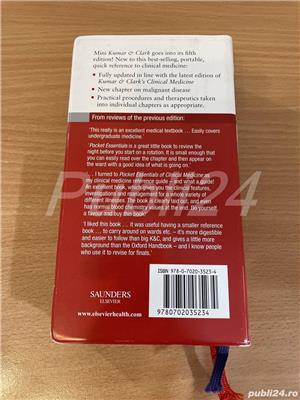 Mini Kumar & Clark goes into its fifth
edition! New to this best-selling, portable,
quick reference to clinical medicine:
• Fully updated in line with the latest edition of
Kumar & Clark's Clinical Medicine
• New chapter on malignant disease
• Practical procedures and therapeutics taken
into individual chapters as appropriate.
From reviews of the previous edition:
'This really is an excellent medical textbook ... Easily covers
undergraduate medicine.'
'Pocket Essentials is a great little book to review the
night before you start on a rotation. It is small enough that
you can easily read over the chapter and then appear on
the ward with a good idea of what is going on.'
'... I turned to Pocket Essentials of Clinical Medicine as
my clinical medicine reference guide and what a gem.
An excellent book, wherein you the clinical features,
investigations and management for a whole variety of
different illnesses. The book is clearly laid out, and even
has normal blood chemistry values at the end. Do yourself
a favour and buy this book'
'I liked this book ... it was useful having a smaller reference
book ... to carry around on wards etc. – it's more digestible
and easier to follow than big K&C, and gives a little more
background than the Oxford Handbook – and I know people
who use it to revise for finals.'
Publi24
ISBN 978-0-7020-3523-4
9 780702 035234
SAUNDERS
ELSEVIER
www.elsevierhealth.com
publi24.ro